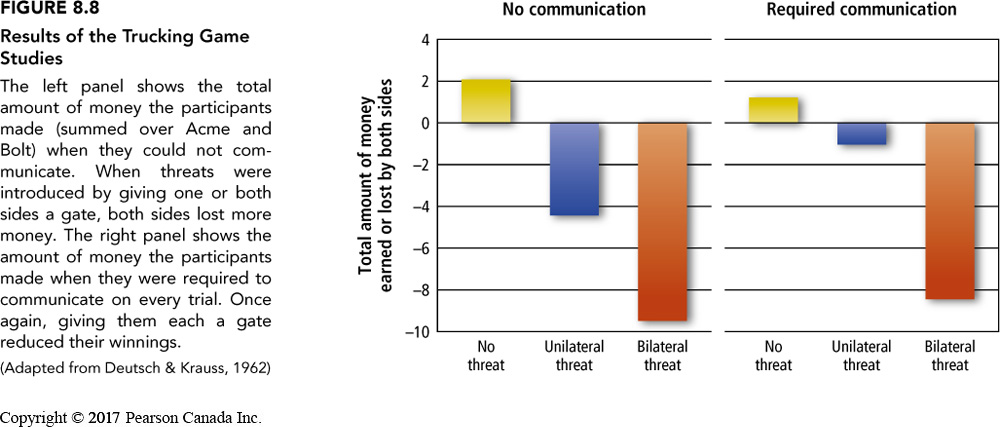 FIGURE 8.8
Results of the Trucking Game
Studies
The left panel shows the total
amount of money the participants
made (summed over Acme and
Bolt) when they could not com-
municate. When threats were
introduced by giving one or both
sides a gate, both sides lost more
money. The right panel shows the
amount of money the participants
made when they were required to
communicate on every trial. Once
again, giving them each a gate
reduced their winnings.
(Adapted from Deutsch & Krauss, 1962)
Copyright © 2017 Pearson Canada Inc.
No communication
Required communication
Total amount of money
earned or lost by both sides
4
2
0
–2
–4
–6
–8
–10
No
threat
Unilateral
threat
Bilateral
threat
No
threat
Unilateral
threat
Bilateral
threat